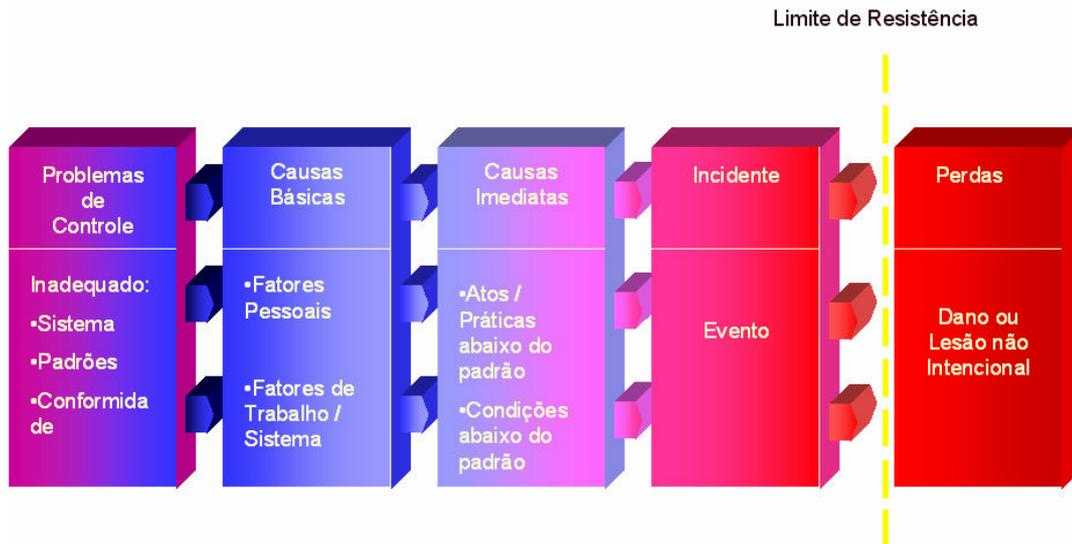 Limite de Resistência
Problemas
de
Controle
Inadequado:
•Sistema
•Padrões
•Conformida
de
Causas
Básicas
•Fatores
Pessoais
•Fatores de
Trabalho /
Sistema
Causas
Imediatas
•Atos /
Práticas
abaixo do
padrão
•Condições
abaixo do
padrão
Incidente
Evento
Perdas
Dano ou
Lesão não
Intencional